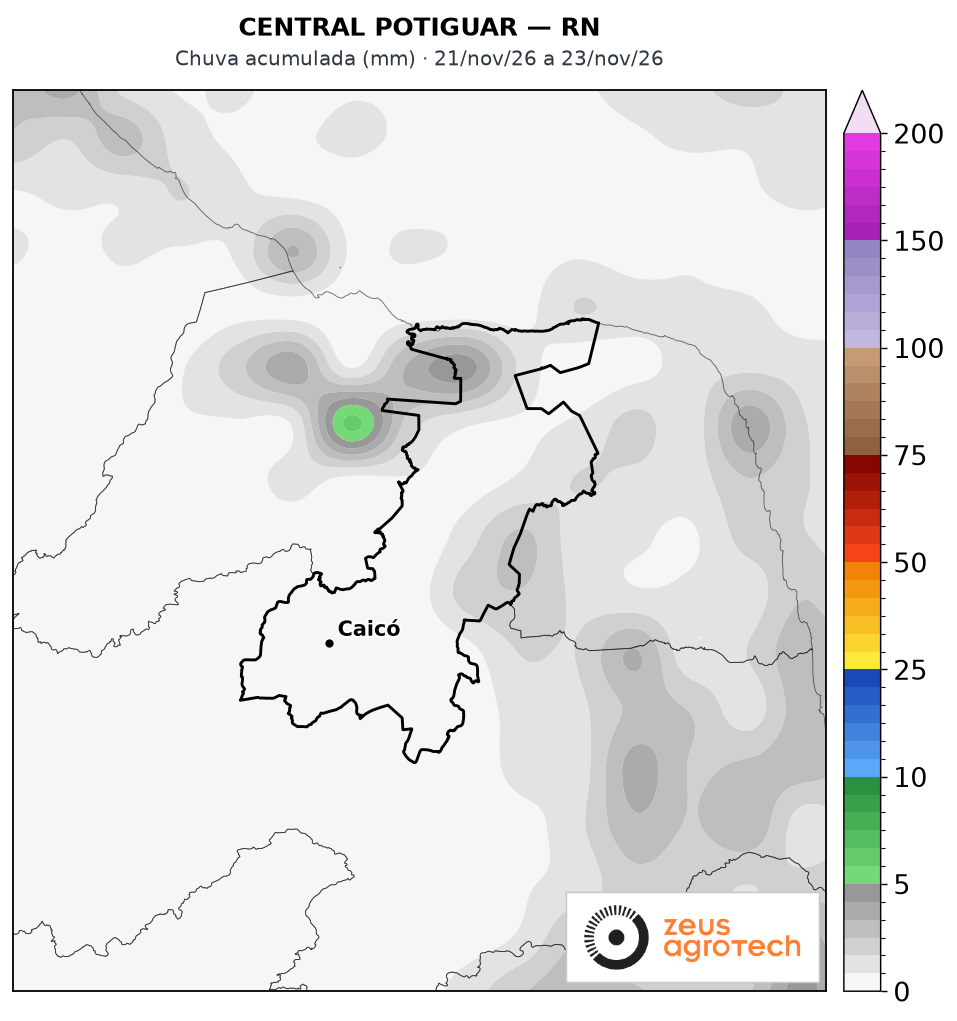 CENTRAL POTIGUAR — RN
Chuva acumulada (mm) · 21/nov/26 a 23/nov/26
200
150
100
75
50
25
10
5
0
Caicó
zeus
agrotech